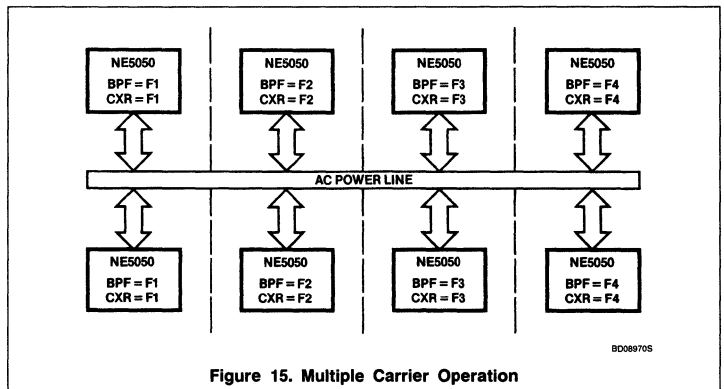 NE5050 NE5050 NE5050 NE5050
BPF = F1 BPF = F2 BPF = F3 BPF = F4
CXR = F1 CXR = F2 CXR = F3 CXR = F4
AC POWER LINE
NE5050 NE5050 NE5050 NE5050
BPF = F1 BPF = F2 BPF = F3 BPF = F4
CXR = F1 CXR = F2 CXR = F3 CXR = F4
BD08970S
Figure 15. Multiple Carrier Operation